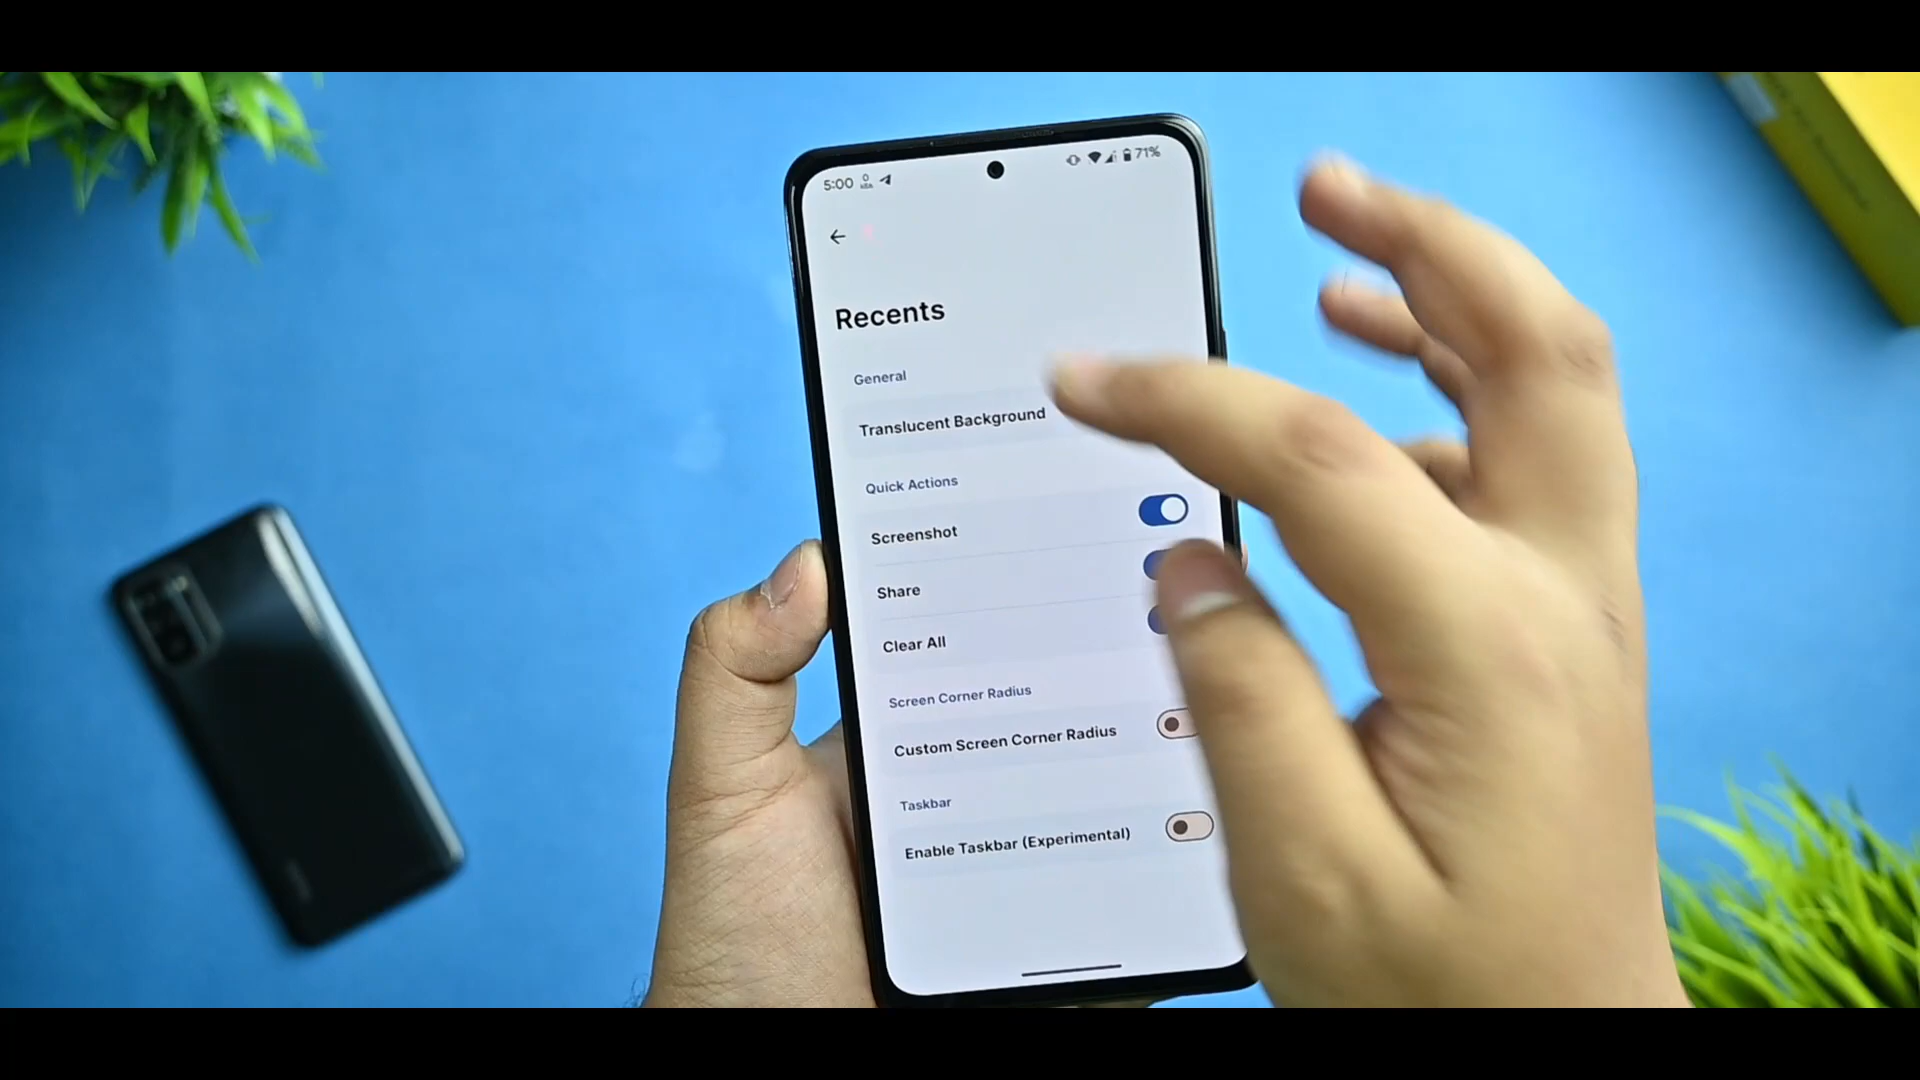 5:00 0 71%
Recents
General
Translucent Background
Quick Actions
Screenshot
Share
Clear All
Screen Corner Radius
Custom Screen Corner Radius
Taskbar
Enable Taskbar (Experimental)